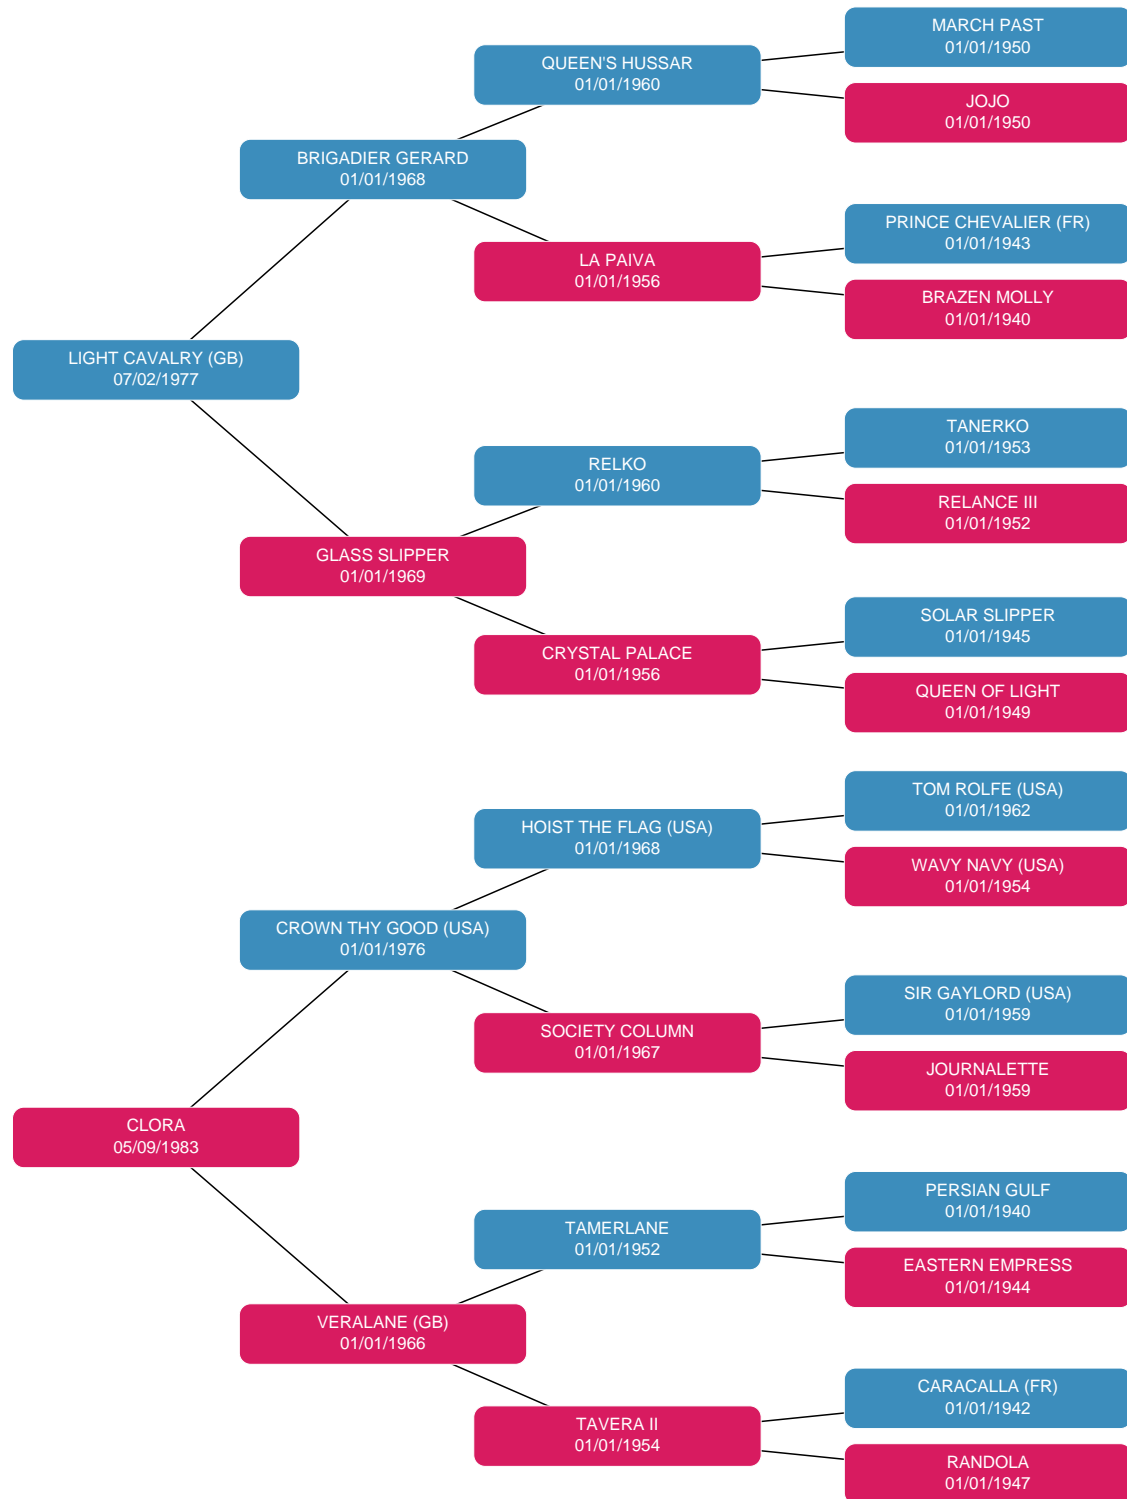 MARCH PAST
01/01/1950
QUEEN'S HUSSAR
01/01/1960
JOJO
01/01/1950
BRIGADIER GERARD
01/01/1968
PRINCE CHEVALIER (FR)
01/01/1943
LA PAIVA
01/01/1956
BRAZEN MOLLY
01/01/1940
LIGHT CAVALRY (GB)
07/02/1977
TANERKO
01/01/1953
RELKO
01/01/1960
RELANCE III
01/01/1952
GLASS SLIPPER
01/01/1969
SOLAR SLIPPER
01/01/1945
CRYSTAL PALACE
01/01/1956
QUEEN OF LIGHT
01/01/1949
TOM ROLFE (USA)
01/01/1962
HOIST THE FLAG (USA)
01/01/1968
WAVY NAVY (USA)
01/01/1954
CROWN THY GOOD (USA)
01/01/1976
SIR GAYLORD (USA)
01/01/1959
SOCIETY COLUMN
01/01/1967
JOURNALETTE
01/01/1959
CLORA
05/09/1983
PERSIAN GULF
01/01/1940
TAMERLANE
01/01/1952
EASTERN EMPRESS
01/01/1944
VERALANE (GB)
01/01/1966
CARACALLA (FR)
01/01/1942
TAVERA II
01/01/1954
RANDOLA
01/01/1947